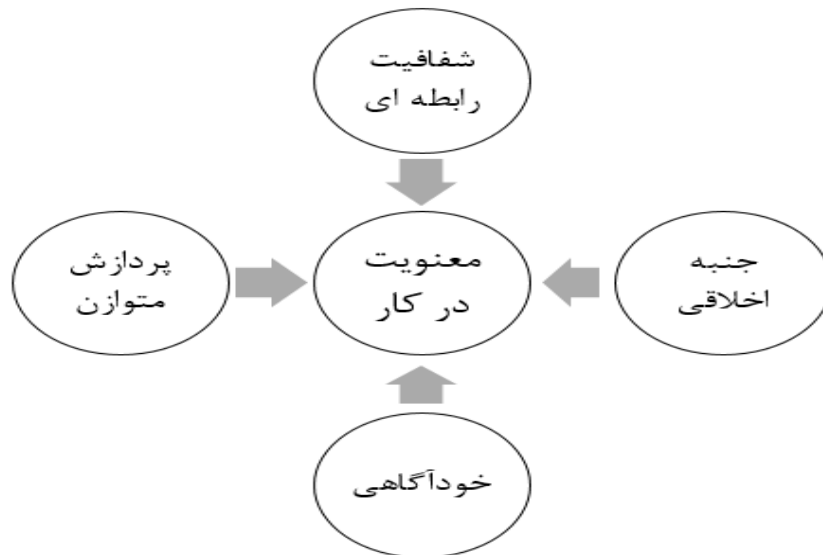 شفافیت
رابطه ای
جنبه
اخلاقی
معنویت
در کار
پردازش
متوازن
خودآگاهی